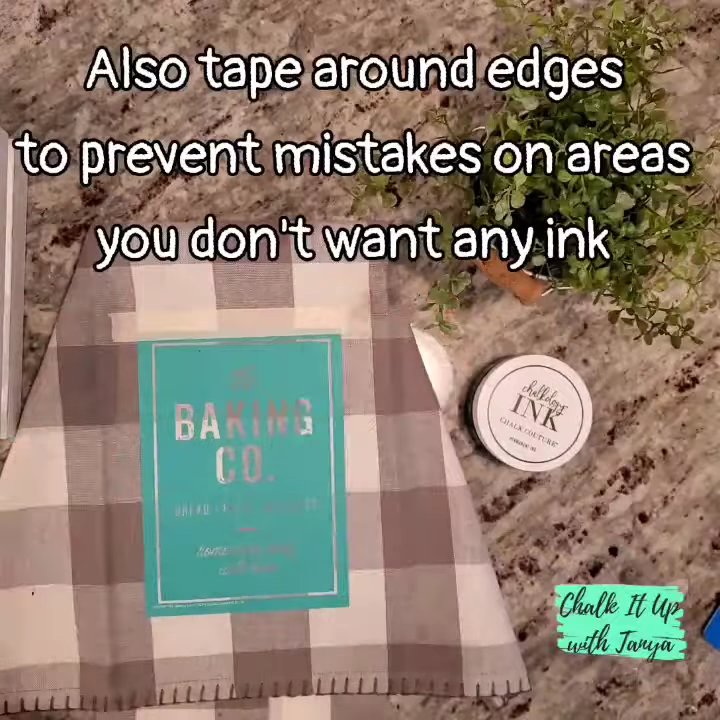 Also tape around edges
to prevent mistakes on areas
you don't want any ink
BAKING
CO.
chalkology
INK
CHALK COUTURE
Chalk It Up
with Tanya